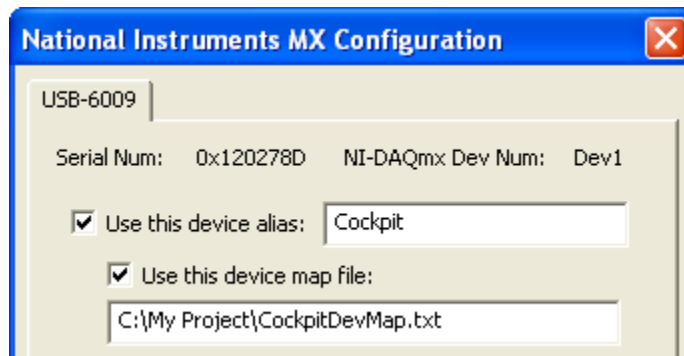 National Instruments MX Configuration
USB-6009
Serial Num: 0x120278D NI-DAQmx Dev Num: Dev1
Use this device alias: Cockpit
Use this device map file:
C:\My Project\CockpitDevMap.txt